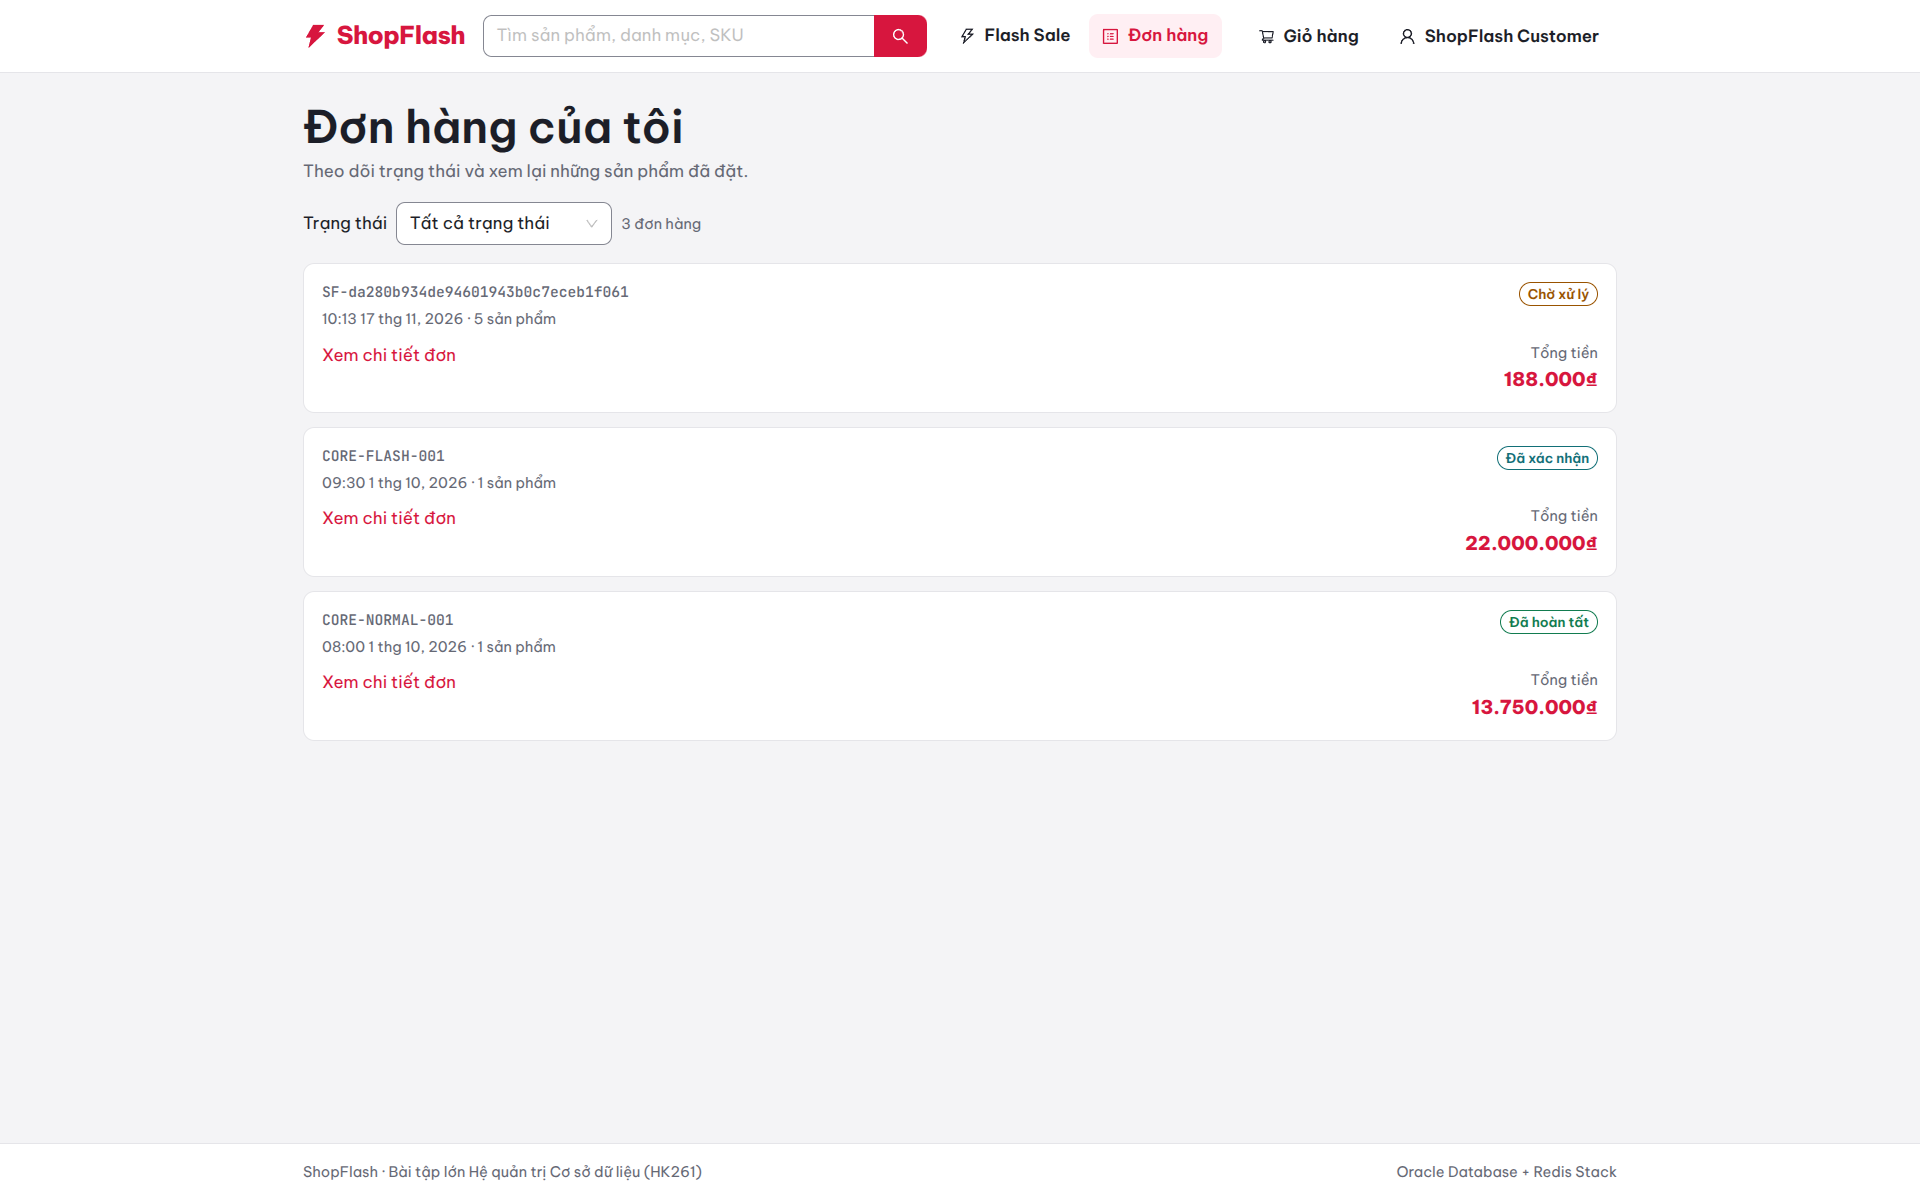 ShopFlash
Tìm sản phẩm, danh mục, SKU
Flash Sale
Đơn hàng
Giỏ hàng
ShopFlash Customer
Đơn hàng của tôi
Theo dõi trạng thái và xem lại những sản phẩm đã đặt.
Trạng thái
Tất cả trạng thái
3 đơn hàng
SF-da280b934de94601943b0c7eceb1f061
Chờ xử lý
10:13 17 thg 11, 2026 · 5 sản phẩm
Xem chi tiết đơn
Tổng tiền
188.000₫
CORE-FLASH-001
Đã xác nhận
09:30 1 thg 10, 2026 · 1 sản phẩm
Xem chi tiết đơn
Tổng tiền
22.000.000₫
CORE-NORMAL-001
Đã hoàn tất
08:00 1 thg 10, 2026 · 1 sản phẩm
Xem chi tiết đơn
Tổng tiền
13.750.000₫
ShopFlash · Bài tập lớn Hệ quản trị Cơ sở dữ liệu (HK261)
Oracle Database + Redis Stack